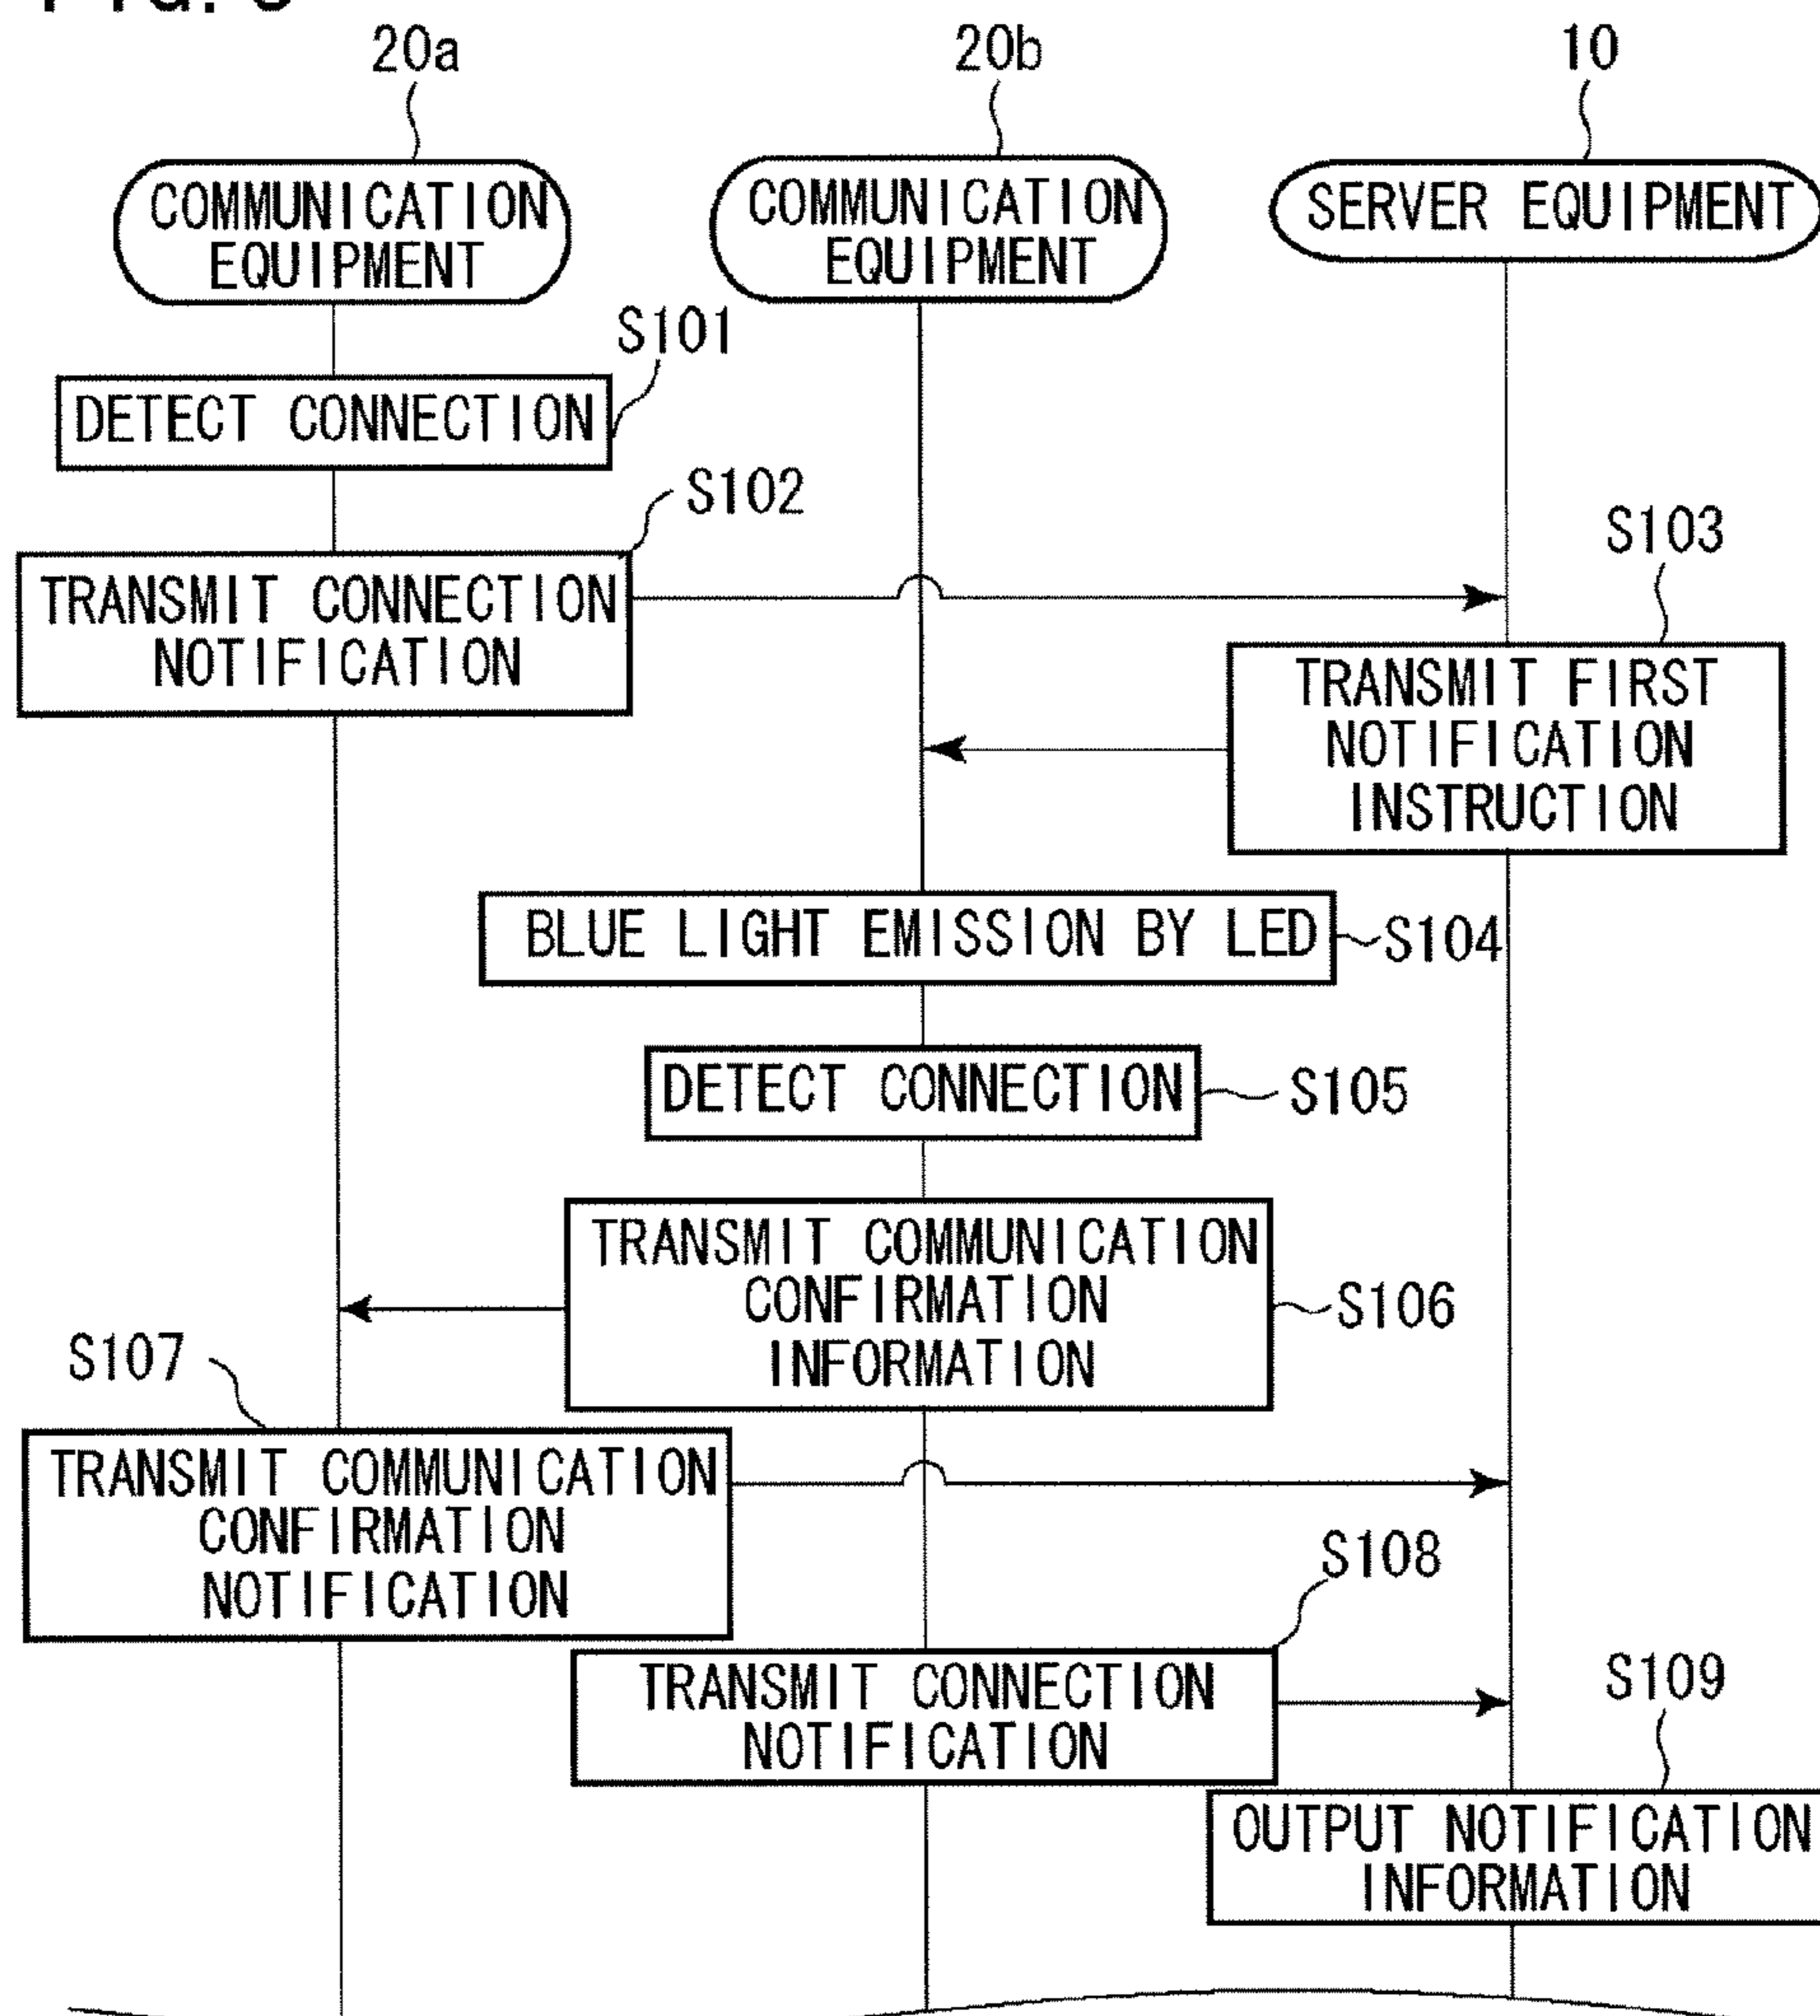 20a
20b
10
COMMUNICATION
EQUIPMENT
COMMUNICATION
EQUIPMENT
SERVER EQUIPMENT
S101
DETECT CONNECTION
S102
TRANSMIT CONNECTION
NOTIFICATION
S103
TRANSMIT FIRST
NOTIFICATION
INSTRUCTION
BLUE LIGHT EMISSION BY LED
S104
DETECT CONNECTION
S105
TRANSMIT COMMUNICATION
CONFIRMATION
INFORMATION
S106
S107
TRANSMIT COMMUNICATION
CONFIRMATION
NOTIFICATION
S108
TRANSMIT CONNECTION
NOTIFICATION
S109
OUTPUT NOTIFICATION
INFORMATION